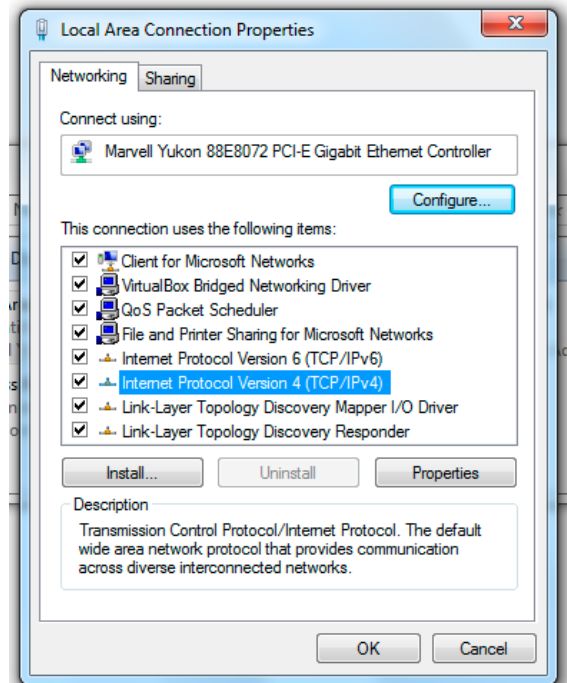 Local Area Connection Properties
Networking
Sharing
Connect using:
Marvell Yukon 88E8072 PCI-E Gigabit Ethernet Controller
Configure...
This connection uses the following items:
Client for Microsoft Networks
VirtualBox Bridged Networking Driver
QoS Packet Scheduler
File and Printer Sharing for Microsoft Networks
Internet Protocol Version 6 (TCP/IPv6)
Internet Protocol Version 4 (TCP/IPv4)
Link-Layer Topology Discovery Mapper I/O Driver
Link-Layer Topology Discovery Responder
Install...
Uninstall
Properties
Description
Transmission Control Protocol/Internet Protocol. The default
wide area network protocol that provides communication
across diverse interconnected networks.
OK
Cancel